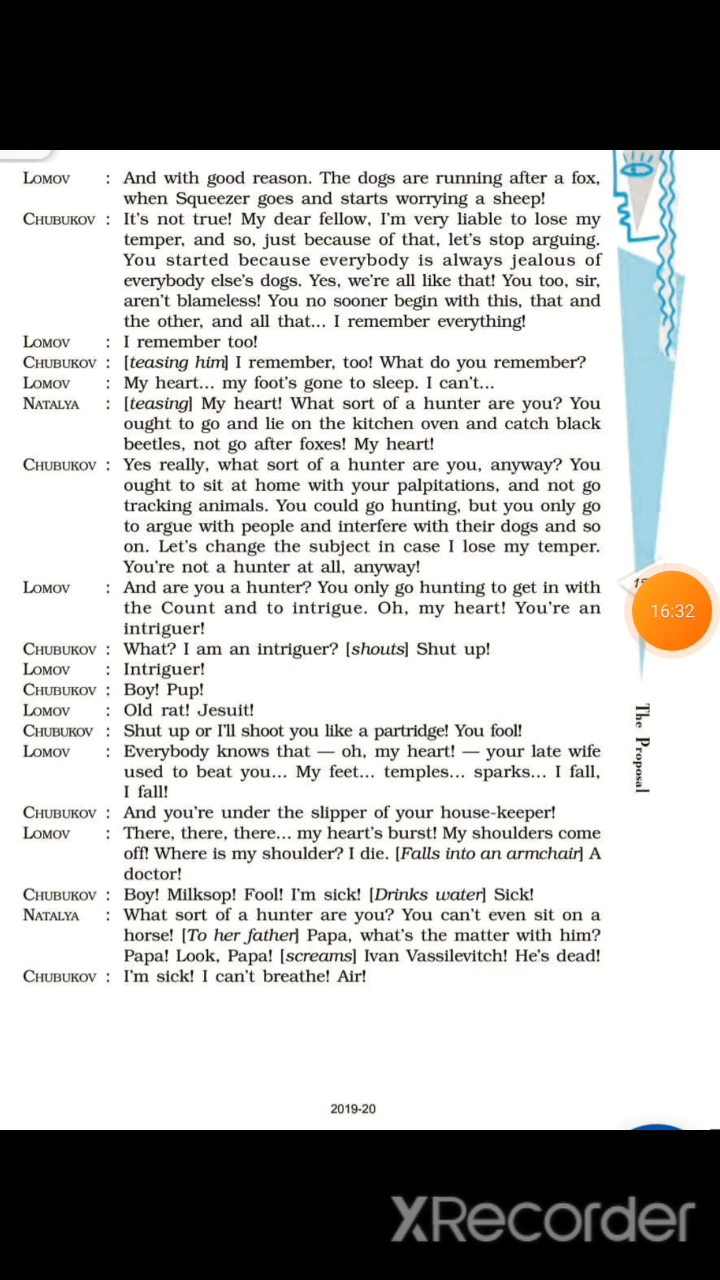 LOMOV : And with good reason. The dogs are running after a fox,
when Squeezer goes and starts worrying a sheep!
CHUBUKOV : It's not true! My dear fellow, I'm very liable to lose my
temper, and so, just because of that, let's stop arguing.
You started because everybody is always jealous of
everybody else's dogs. Yes, we're all like that! You too, sir,
aren't blameless! You no sooner begin with this, that and
the other, and all that... I remember everything!
LOMOV : I remember too!
CHUBUKOV : [teasing him] I remember, too! What do you remember?
LOMOV : My heart... my foot's gone to sleep. I can't...
NATALYA : [teasing] My heart! What sort of a hunter are you? You
ought to go and lie on the kitchen oven and catch black
beetles, not go after foxes! My heart!
CHUBUKOV : Yes really, what sort of a hunter are you, anyway? You
ought to sit at home with your palpitations, and not go
tracking animals. You could go hunting, but you only go
to argue with people and interfere with their dogs and so
on. Let's change the subject in case I lose my temper.
You're not a hunter at all, anyway!
LOMOV : And are you a hunter? You only go hunting to get in with
the Count and to intrigue. Oh, my heart! You're an
intriguer!
CHUBUKOV : What? I am an intriguer? [shouts] Shut up!
LOMOV : Intriguer!
CHUBUKOV : Boy! Pup!
LOMOV : Old rat! Jesuit!
CHUBUKOV : Shut up or I'll shoot you like a partridge! You fool!
LOMOV : Everybody knows that — oh, my heart! — your late wife
used to beat you... My feet... temples... sparks... I fall,
I fall!
CHUBUKOV : And you're under the slipper of your house-keeper!
LOMOV : There, there, there... my heart's burst! My shoulders come
off! Where is my shoulder? I die. [Falls into an armchair] A
doctor!
CHUBUKOV : Boy! Milksop! Fool! I'm sick! [Drinks water] Sick!
NATALYA : What sort of a hunter are you? You can't even sit on a
horse! [To her father] Papa, what's the matter with him?
Papa! Look, Papa! [screams] Ivan Vassilevitch! He's dead!
CHUBUKOV : I'm sick! I can't breathe! Air!
16:32
The Proposal
2019-20
XRecorder